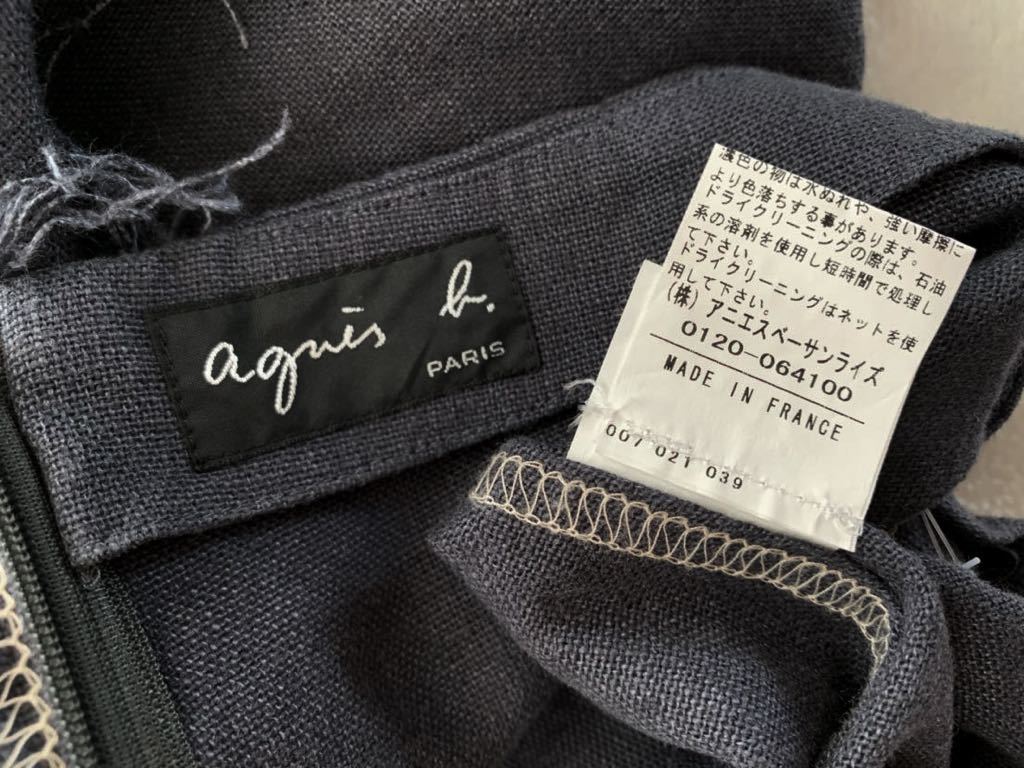 agnès b.
PARIS
濃色の物は水ぬれや、強い摩擦に
より色落ちする事があります。
ドライクリーニングの際は、石油
系の溶剤を使用し短時間で処理し
て下さい。
ドライクリーニングはネットを使
用して下さい。
(株) アニエスベーサンライズ
0120-064100
MADE IN FRANCE
007 021 039